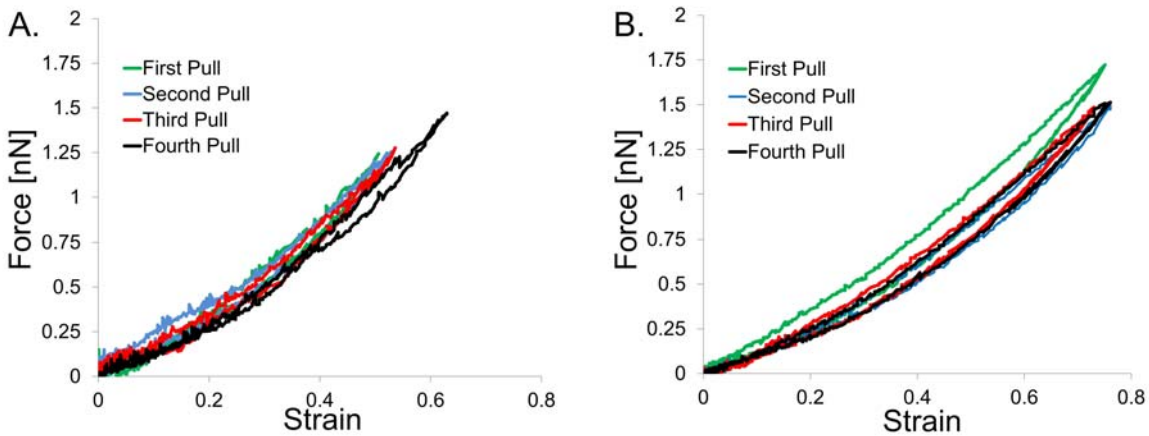 A.
2
1.75
1.5
1.25
1
0.75
0.5
0.25
0
Force [nN]
First Pull
Second Pull
Third Pull
Fourth Pull
0
0.2
0.4
0.6
0.8
Strain
B.
2
1.75
1.5
1.25
1
0.75
0.5
0.25
0
Force [nN]
First Pull
Second Pull
Third Pull
Fourth Pull
0
0.2
0.4
0.6
0.8
Strain